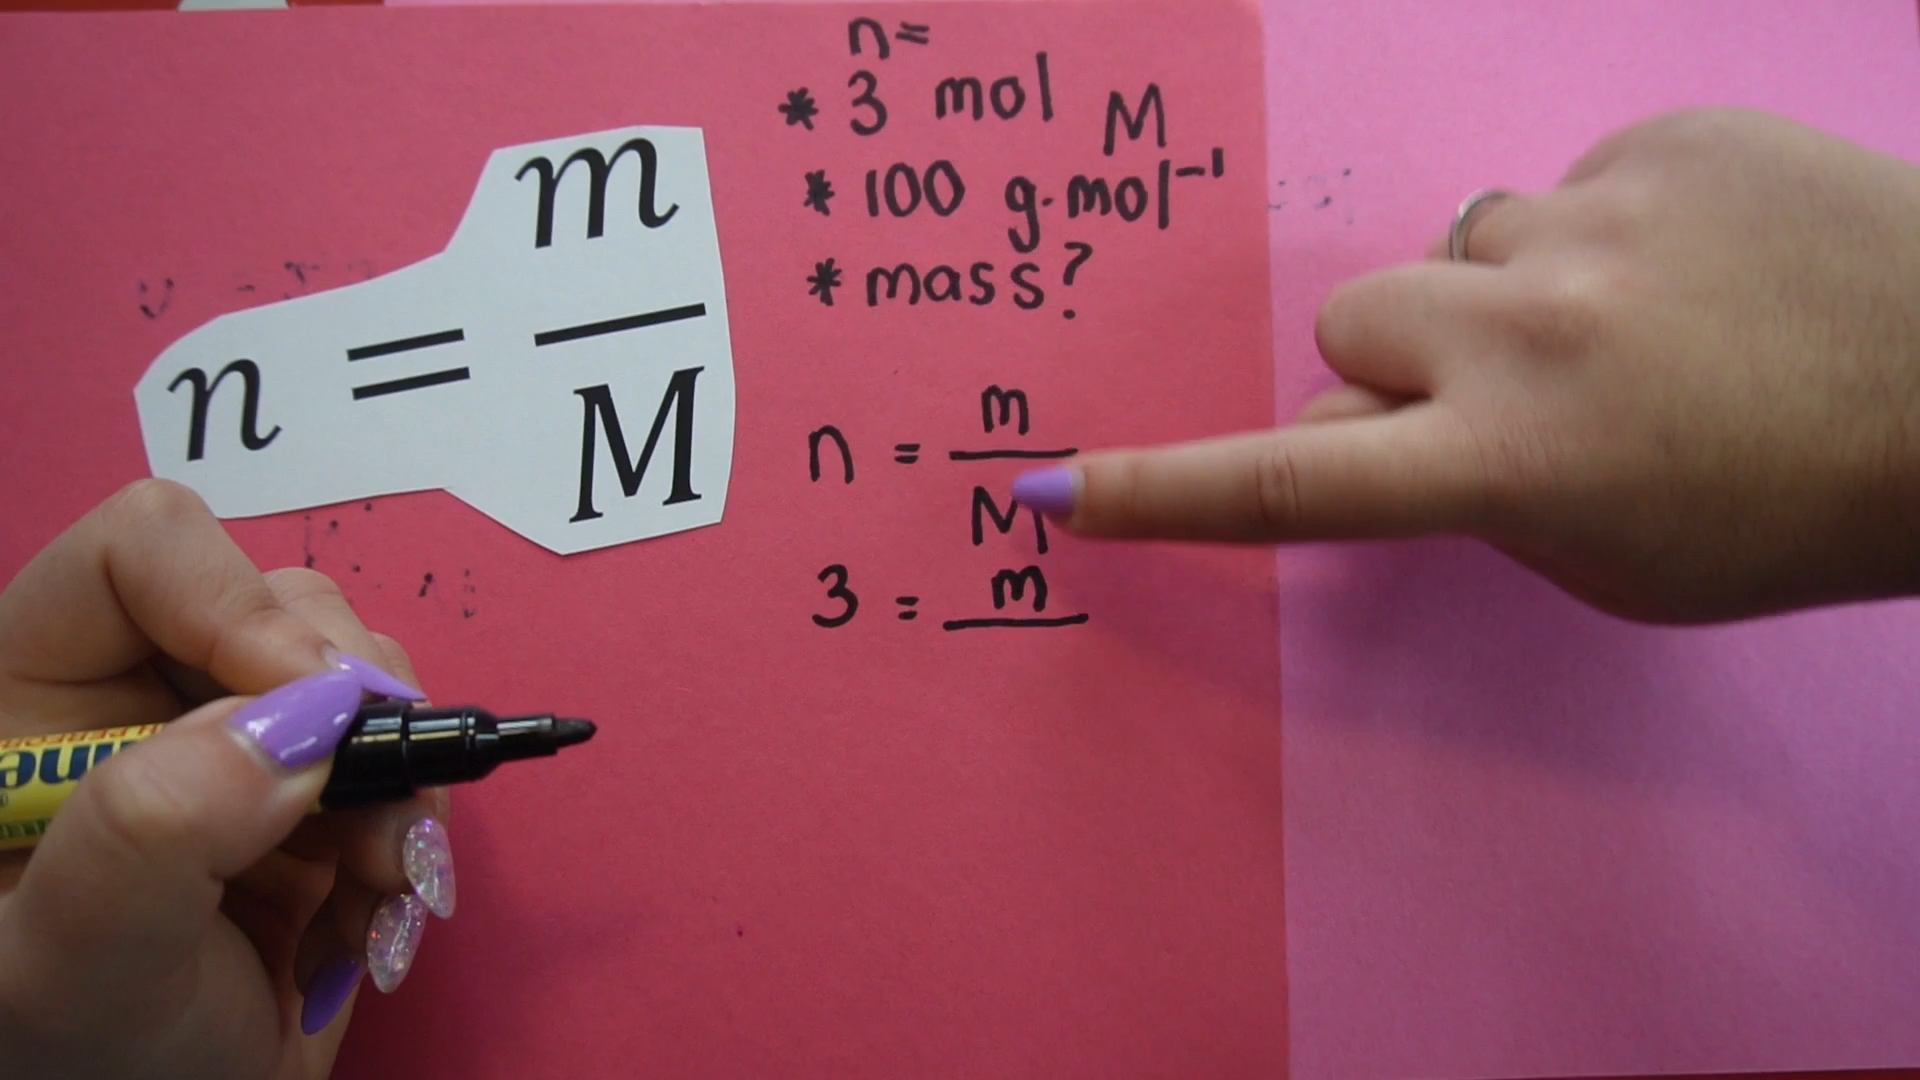 n = m
M
n=
* 3 mol M
* 100 g.mol⁻¹
* mass?
n = m
M
3 = m